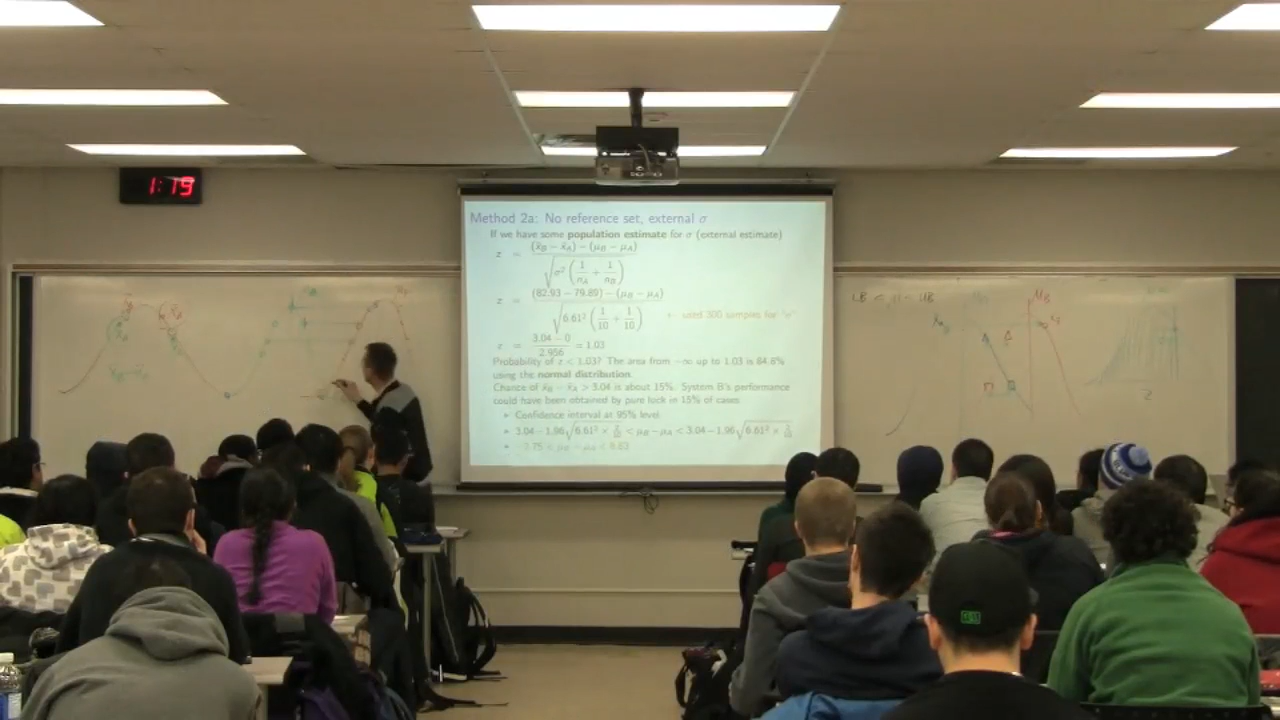 1:19
Method 2a: No reference set, external σ
If we have some population estimate for σ (external estimate)
z = (x̄B − x̄A) − (μB − μA) / √(σ² (1/nA + 1/nB))
z = (82.93 − 79.89) − (μB − μA) / √(6.61² (1/10 + 1/10)) ← used 300 samples for "σ"
z = 3.04 − 0 / 2.956 = 1.03
Probability of z < 1.03? The area from −∞ up to 1.03 is 84.8%
using the normal distribution.
Chance of x̄B − x̄A > 3.04 is about 15%. System B's performance
could have been obtained by pure luck in 15% of cases.
▸ Confidence interval at 95% level:
▸ 3.04 − 1.96√(6.61² × 2/10) < μB − μA < 3.04 − 1.96√(6.61² × 2/10)
▸ −2.75 < μB − μA < 8.83
LB < μ < UB
μB
z